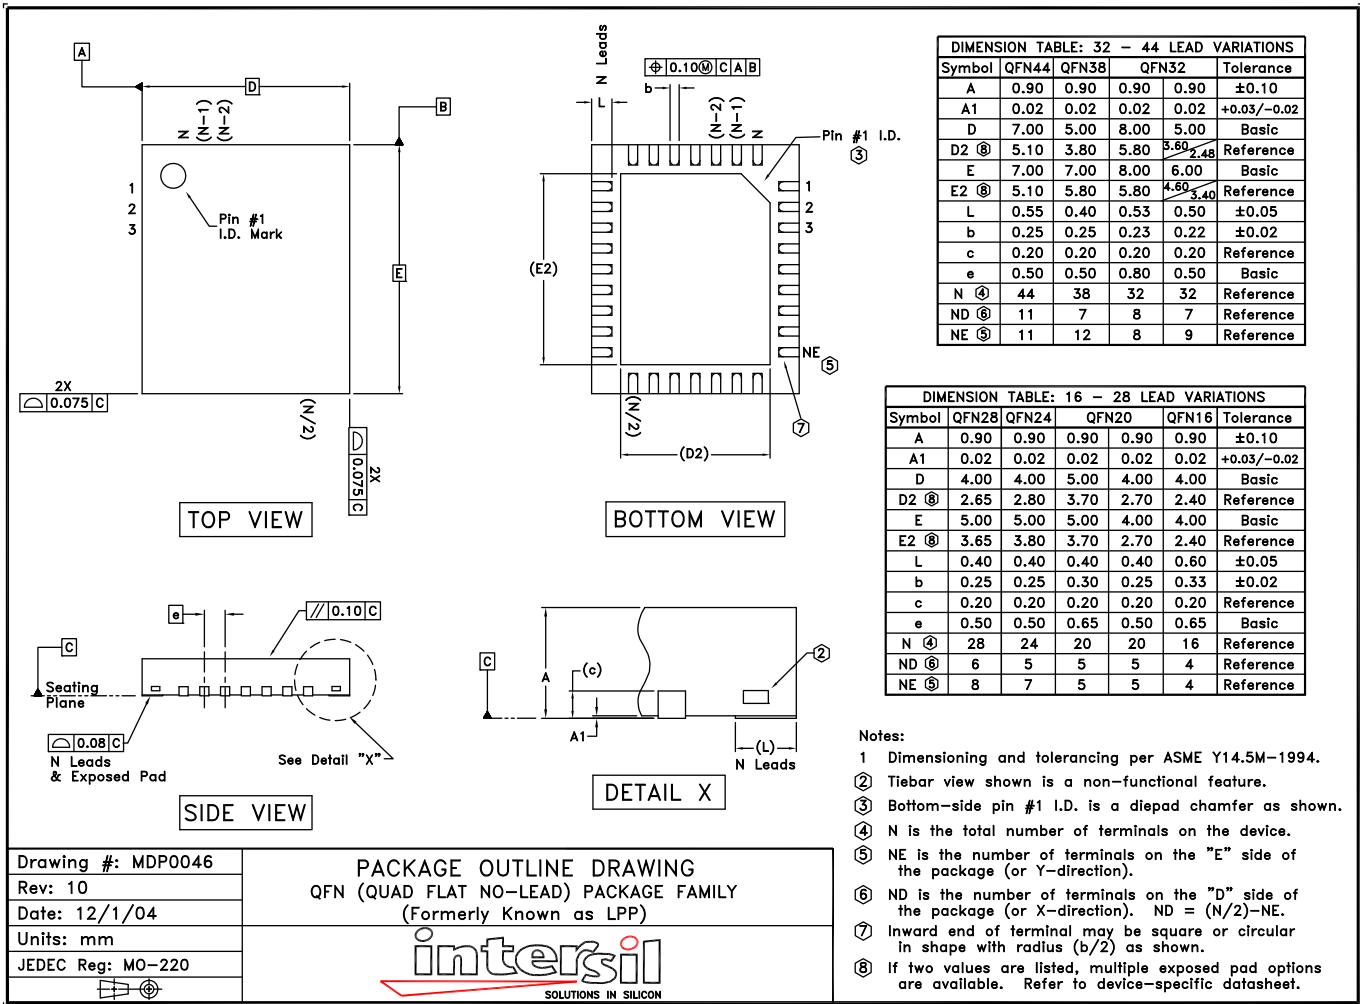 A
D
B
N
(N-1)
(N-2)
1
2
3
Pin #1
I.D. Mark
E
2X
0.075 C
(N/2)
2X
0.075 C
TOP VIEW
N Leads
L
b
0.10 Ⓜ C A B
(N-2)
(N-1)
N
Pin #1 I.D.
3
1
2
3
(E2)
NE
5
(N/2)
7
(D2)
BOTTOM VIEW
e
// 0.10 C
C
Seating
Plane
0.08 C
N Leads
& Exposed Pad
See Detail "X"
SIDE VIEW
C
A
(c)
2
A1
(L)
N Leads
DETAIL X
DIMENSION TABLE: 32 - 44 LEAD VARIATIONS
Symbol QFN44 QFN38 QFN32 Tolerance
A 0.90 0.90 0.90 0.90 ±0.10
A1 0.02 0.02 0.02 0.02 +0.03/-0.02
D 7.00 5.00 8.00 5.00 Basic
D2 8 5.10 3.80 5.80 3.60/2.48 Reference
E 7.00 7.00 8.00 6.00 Basic
E2 8 5.10 5.80 5.80 4.60/3.40 Reference
L 0.55 0.40 0.53 0.50 ±0.05
b 0.25 0.25 0.23 0.22 ±0.02
c 0.20 0.20 0.20 0.20 Reference
e 0.50 0.50 0.80 0.50 Basic
N 4 44 38 32 32 Reference
ND 6 11 7 8 7 Reference
NE 5 11 12 8 9 Reference
DIMENSION TABLE: 16 - 28 LEAD VARIATIONS
Symbol QFN28 QFN24 QFN20 QFN16 Tolerance
A 0.90 0.90 0.90 0.90 0.90 ±0.10
A1 0.02 0.02 0.02 0.02 0.02 +0.03/-0.02
D 4.00 4.00 5.00 4.00 4.00 Basic
D2 8 2.65 2.80 3.70 2.70 2.40 Reference
E 5.00 5.00 5.00 4.00 4.00 Basic
E2 8 3.65 3.80 3.70 2.70 2.40 Reference
L 0.40 0.40 0.40 0.40 0.60 ±0.05
b 0.25 0.25 0.30 0.25 0.33 ±0.02
c 0.20 0.20 0.20 0.20 0.20 Reference
e 0.50 0.50 0.65 0.50 0.65 Basic
N 4 28 24 20 20 16 Reference
ND 6 6 5 5 5 4 Reference
NE 5 8 7 5 5 4 Reference
Notes:
1 Dimensioning and tolerancing per ASME Y14.5M-1994.
2 Tiebar view shown is a non-functional feature.
3 Bottom-side pin #1 I.D. is a diepad chamfer as shown.
4 N is the total number of terminals on the device.
5 NE is the number of terminals on the "E" side of
the package (or Y-direction).
6 ND is the number of terminals on the "D" side of
the package (or X-direction). ND = (N/2)-NE.
7 Inward end of terminal may be square or circular
in shape with radius (b/2) as shown.
8 If two values are listed, multiple exposed pad options
are available. Refer to device-specific datasheet.
Drawing #: MDP0046
Rev: 10
Date: 12/1/04
Units: mm
JEDEC Reg: MO-220
PACKAGE OUTLINE DRAWING
QFN (QUAD FLAT NO-LEAD) PACKAGE FAMILY
(Formerly Known as LPP)
intersil
SOLUTIONS IN SILICON